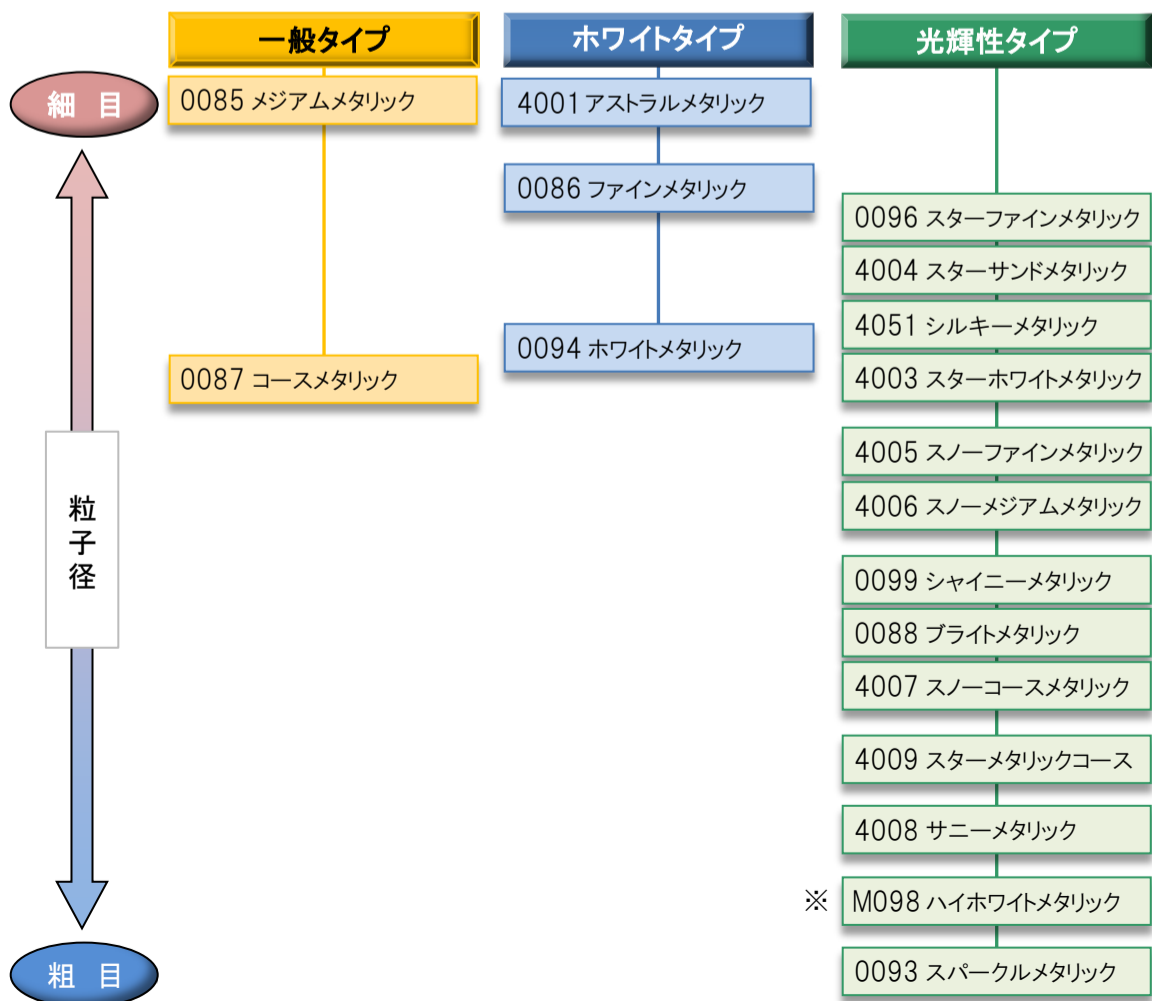 一般タイプ
ホワイトタイプ
光輝性タイプ
細 目
粒子径
粗 目
0085 メジアムメタリック
0087 コースメタリック
4001 アストラルメタリック
0086 ファインメタリック
0094 ホワイトメタリック
0096 スターファインメタリック
4004 スターサンドメタリック
4051 シルキーメタリック
4003 スターホワイトメタリック
4005 スノーファインメタリック
4006 スノーメジアムメタリック
0099 シャイニーメタリック
0088 ブライトメタリック
4007 スノーコースメタリック
4009 スターメタリックコース
4008 サニーメタリック
※ M098 ハイホワイトメタリック
0093 スパークルメタリック